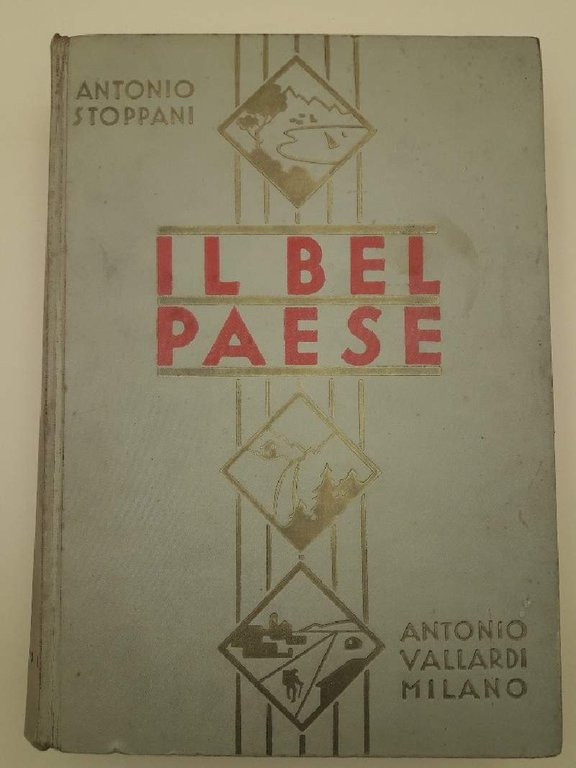 ANTONIO
STOPPANI
IL BEL
PAESE
ANTONIO
VALLARDI
MILANO